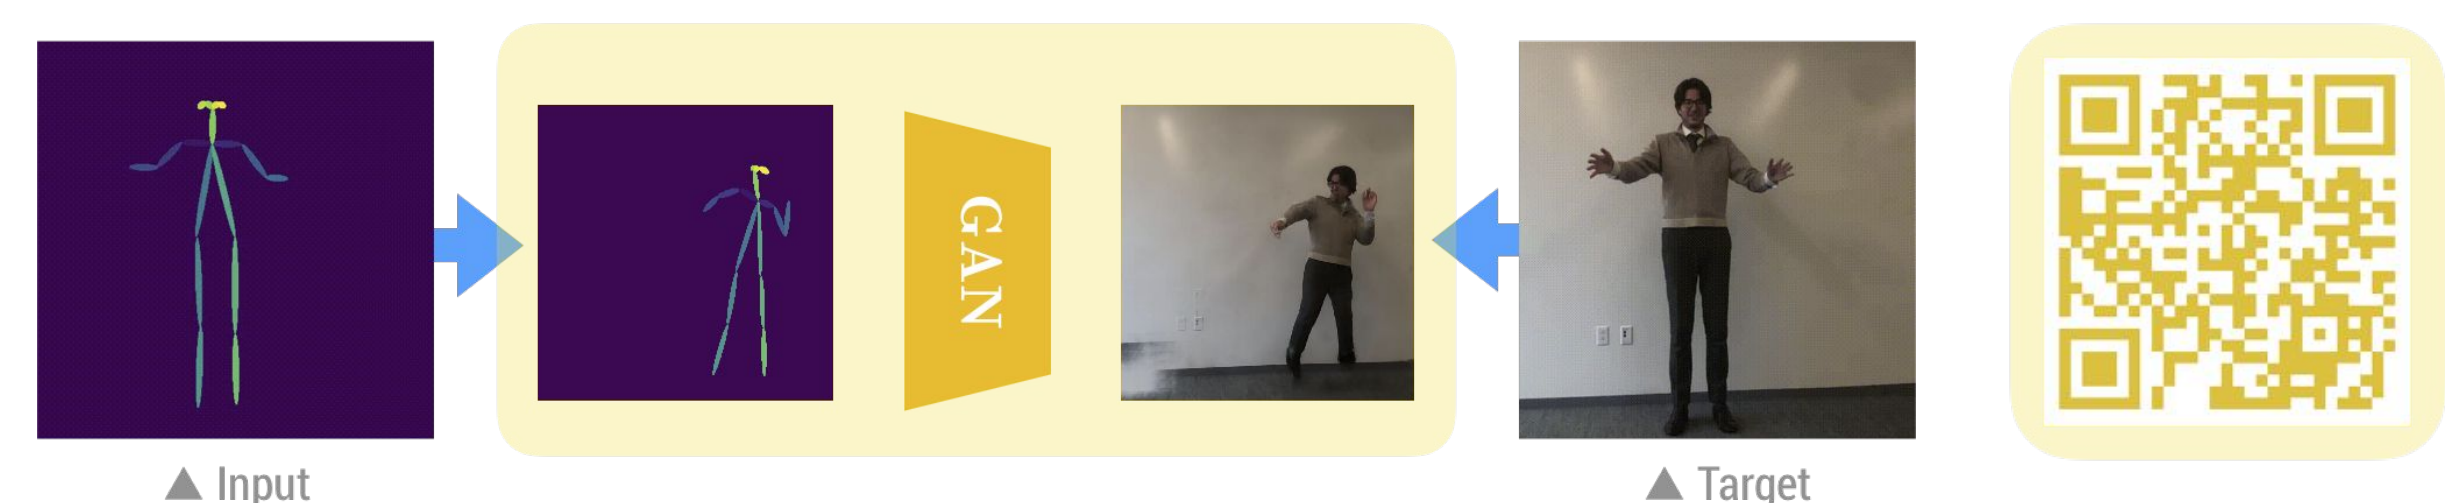 GAN
▲ Input
▲ Target